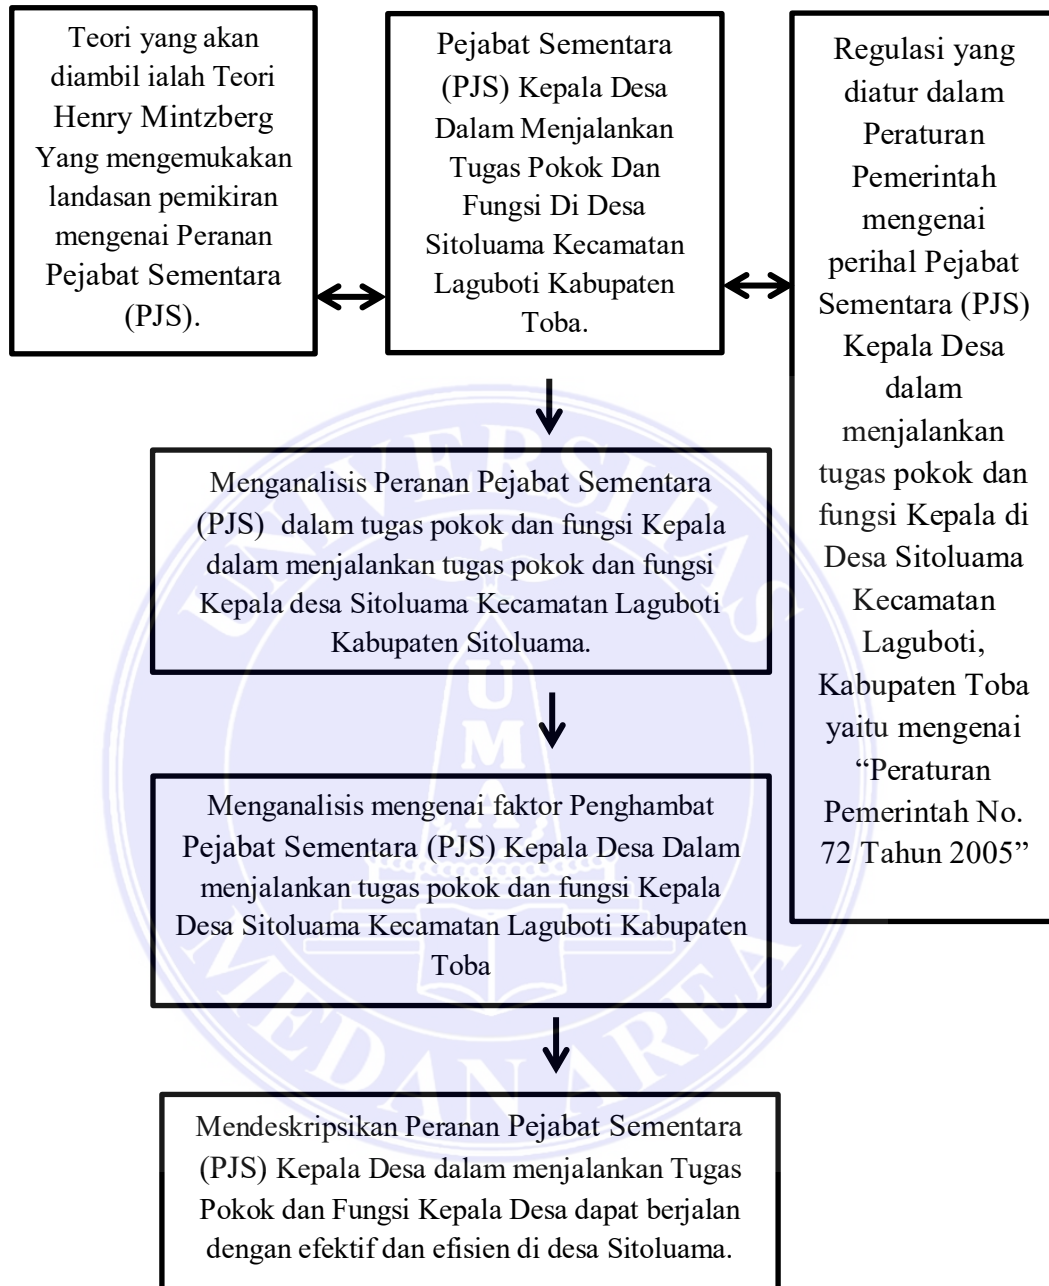 Teori yang akan
diambil ialah Teori
Henry Mintzberg
Yang mengemukakan
landasan pemikiran
mengenai Peranan
Pejabat Sementara
(PJS).
Pejabat Sementara
(PJS) Kepala Desa
Dalam Menjalankan
Tugas Pokok Dan
Fungsi Di Desa
Sitoluama Kecamatan
Laguboti Kabupaten
Toba.
Regulasi yang
diatur dalam
Peraturan
Pemerintah
mengenai
perihal Pejabat
Sementara (PJS)
Kepala Desa
dalam
menjalankan
tugas pokok dan
fungsi Kepala di
Desa Sitoluama
Kecamatan
Laguboti,
Kabupaten Toba
yaitu mengenai
“Peraturan
Pemerintah No.
72 Tahun 2005”
Menganalisis Peranan Pejabat Sementara
(PJS) dalam tugas pokok dan fungsi Kepala
dalam menjalankan tugas pokok dan fungsi
Kepala desa Sitoluama Kecamatan Laguboti
Kabupaten Sitoluama.
Menganalisis mengenai faktor Penghambat
Pejabat Sementara (PJS) Kepala Desa Dalam
menjalankan tugas pokok dan fungsi Kepala
Desa Sitoluama Kecamatan Laguboti Kabupaten
Toba
Mendeskripsikan Peranan Pejabat Sementara
(PJS) Kepala Desa dalam menjalankan Tugas
Pokok dan Fungsi Kepala Desa dapat berjalan
dengan efektif dan efisien di desa Sitoluama.
UNIVERSITAS
UMA
MEDAN AREA